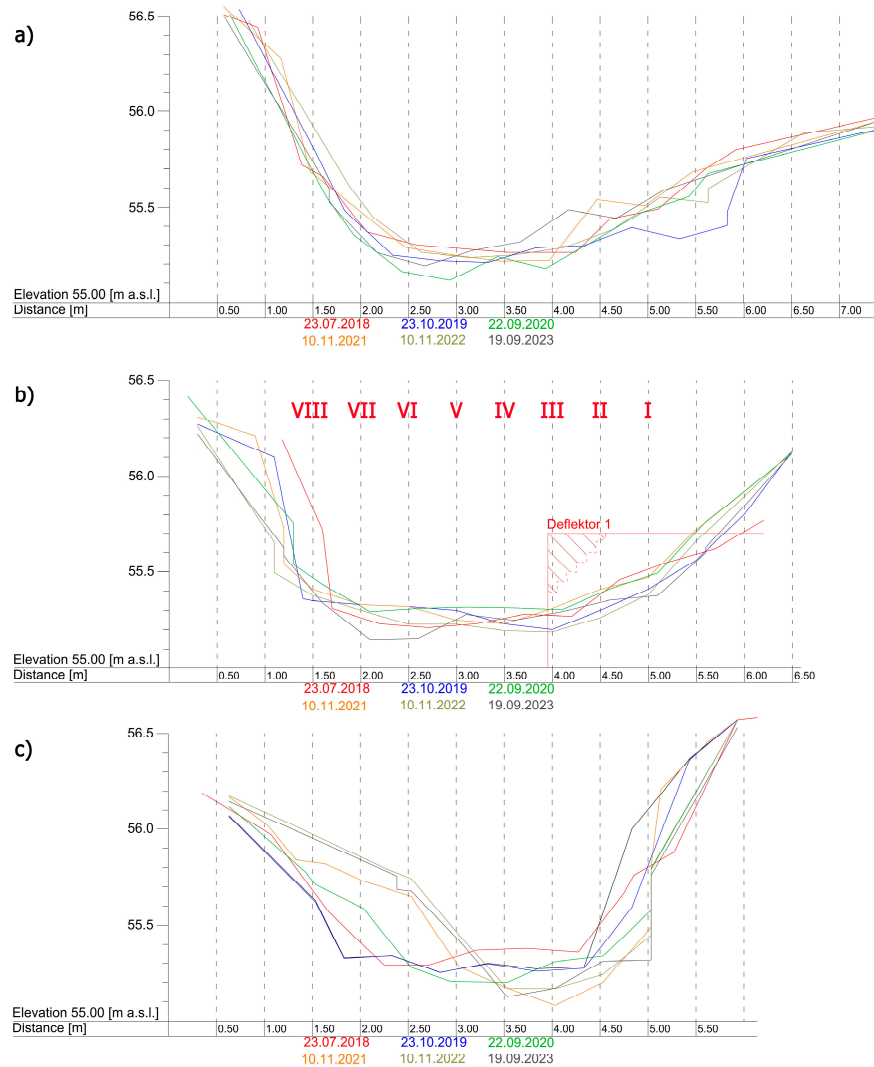 a)
56.5
56.0
55.5
Elevation 55.00 [m a.s.l.]
Distance [m] 0.50 1.00 1.50 2.00 2.50 3.00 3.50 4.00 4.50 5.00 5.50 6.00 6.50 7.00
23.07.2018 23.10.2019 22.09.2020
10.11.2021 10.11.2022 19.09.2023
b)
56.5
VIII VII VI V IV III II I
56.0
Deflektor 1
55.5
Elevation 55.00 [m a.s.l.]
Distance [m] 0.50 1.00 1.50 2.00 2.50 3.00 3.50 4.00 4.50 5.00 5.50 6.00 6.50
23.07.2018 23.10.2019 22.09.2020
10.11.2021 10.11.2022 19.09.2023
c)
56.5
56.0
55.5
Elevation 55.00 [m a.s.l.]
Distance [m] 0.50 1.00 1.50 2.00 2.50 3.00 3.50 4.00 4.50 5.00 5.50
23.07.2018 23.10.2019 22.09.2020
10.11.2021 10.11.2022 19.09.2023